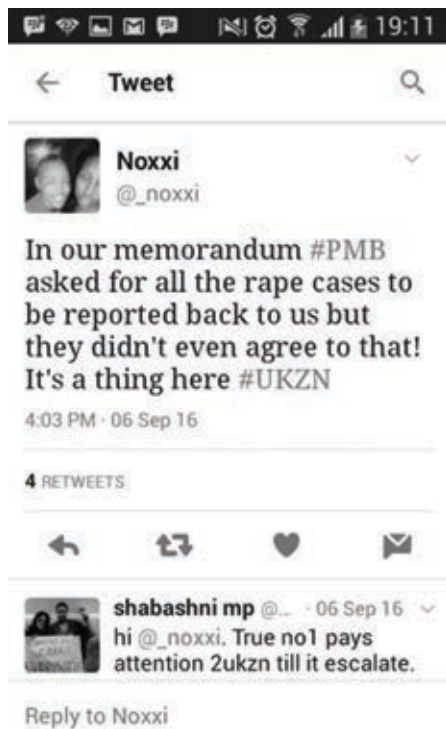 19:11
Tweet
Noxxi
@_noxxi
In our memorandum #PMB
asked for all the rape cases to
be reported back to us but
they didn't even agree to that!
It's a thing here #UKZN
4:03 PM · 06 Sep 16
4 RETWEETS
shabashni mp @... · 06 Sep 16
hi @_noxxi. True no1 pays
attention 2ukzn till it escalate.
Reply to Noxxi